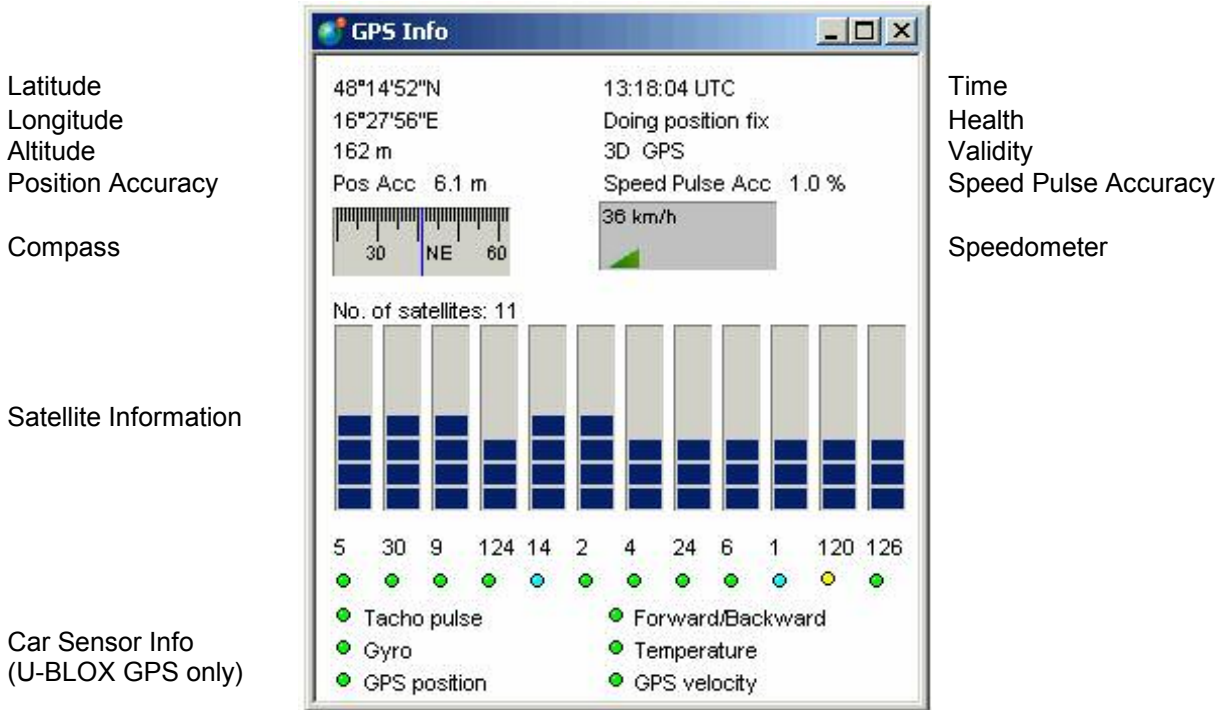 GPS Info
Latitude 48°14'52"N 13:18:04 UTC Time
Longitude 16°27'56"E Doing position fix Health
Altitude 162 m 3D GPS Validity
Position Accuracy Pos Acc 6.1 m Speed Pulse Acc 1.0 % Speed Pulse Accuracy
36 km/h
Compass 30 NE 60 Speedometer
No. of satellites: 11
Satellite Information
5 30 9 124 14 2 4 24 6 1 120 126
Tacho pulse Forward/Backward
Car Sensor Info Gyro Temperature
(U-BLOX GPS only) GPS position GPS velocity